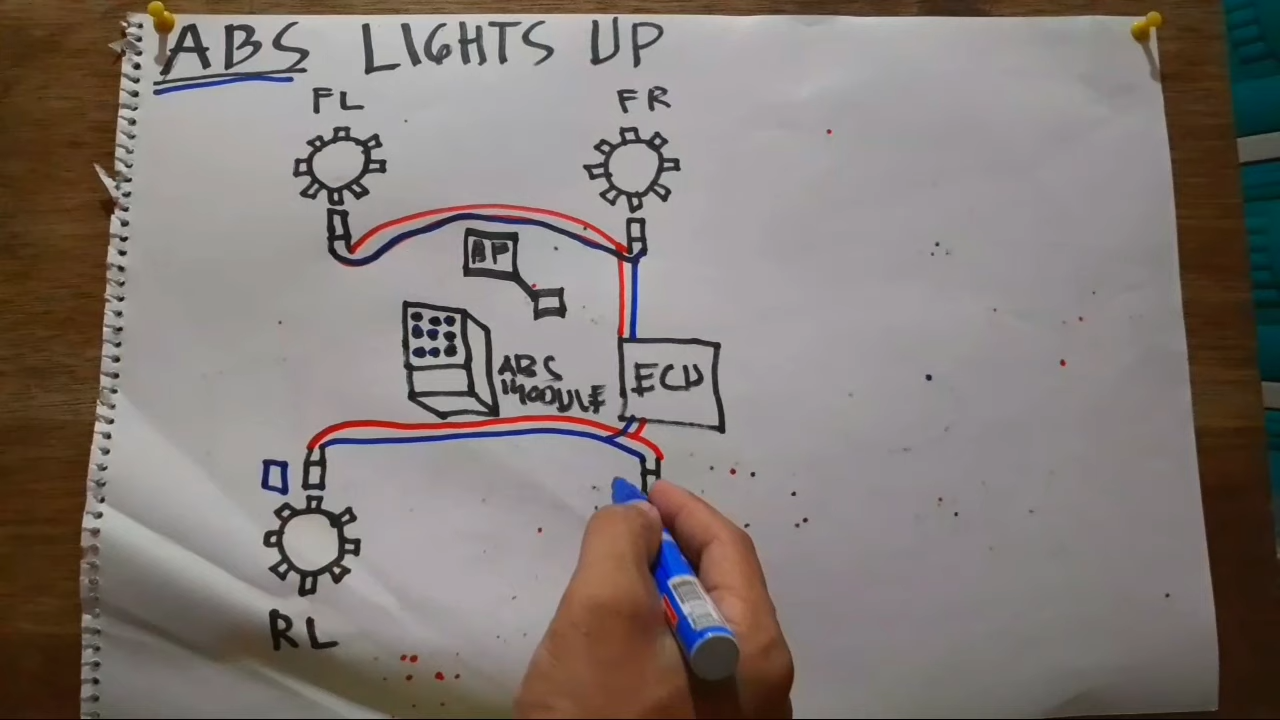 ABS LIGHTS UP
FL
FR
BP
ABS
MODULE
ECU
RL